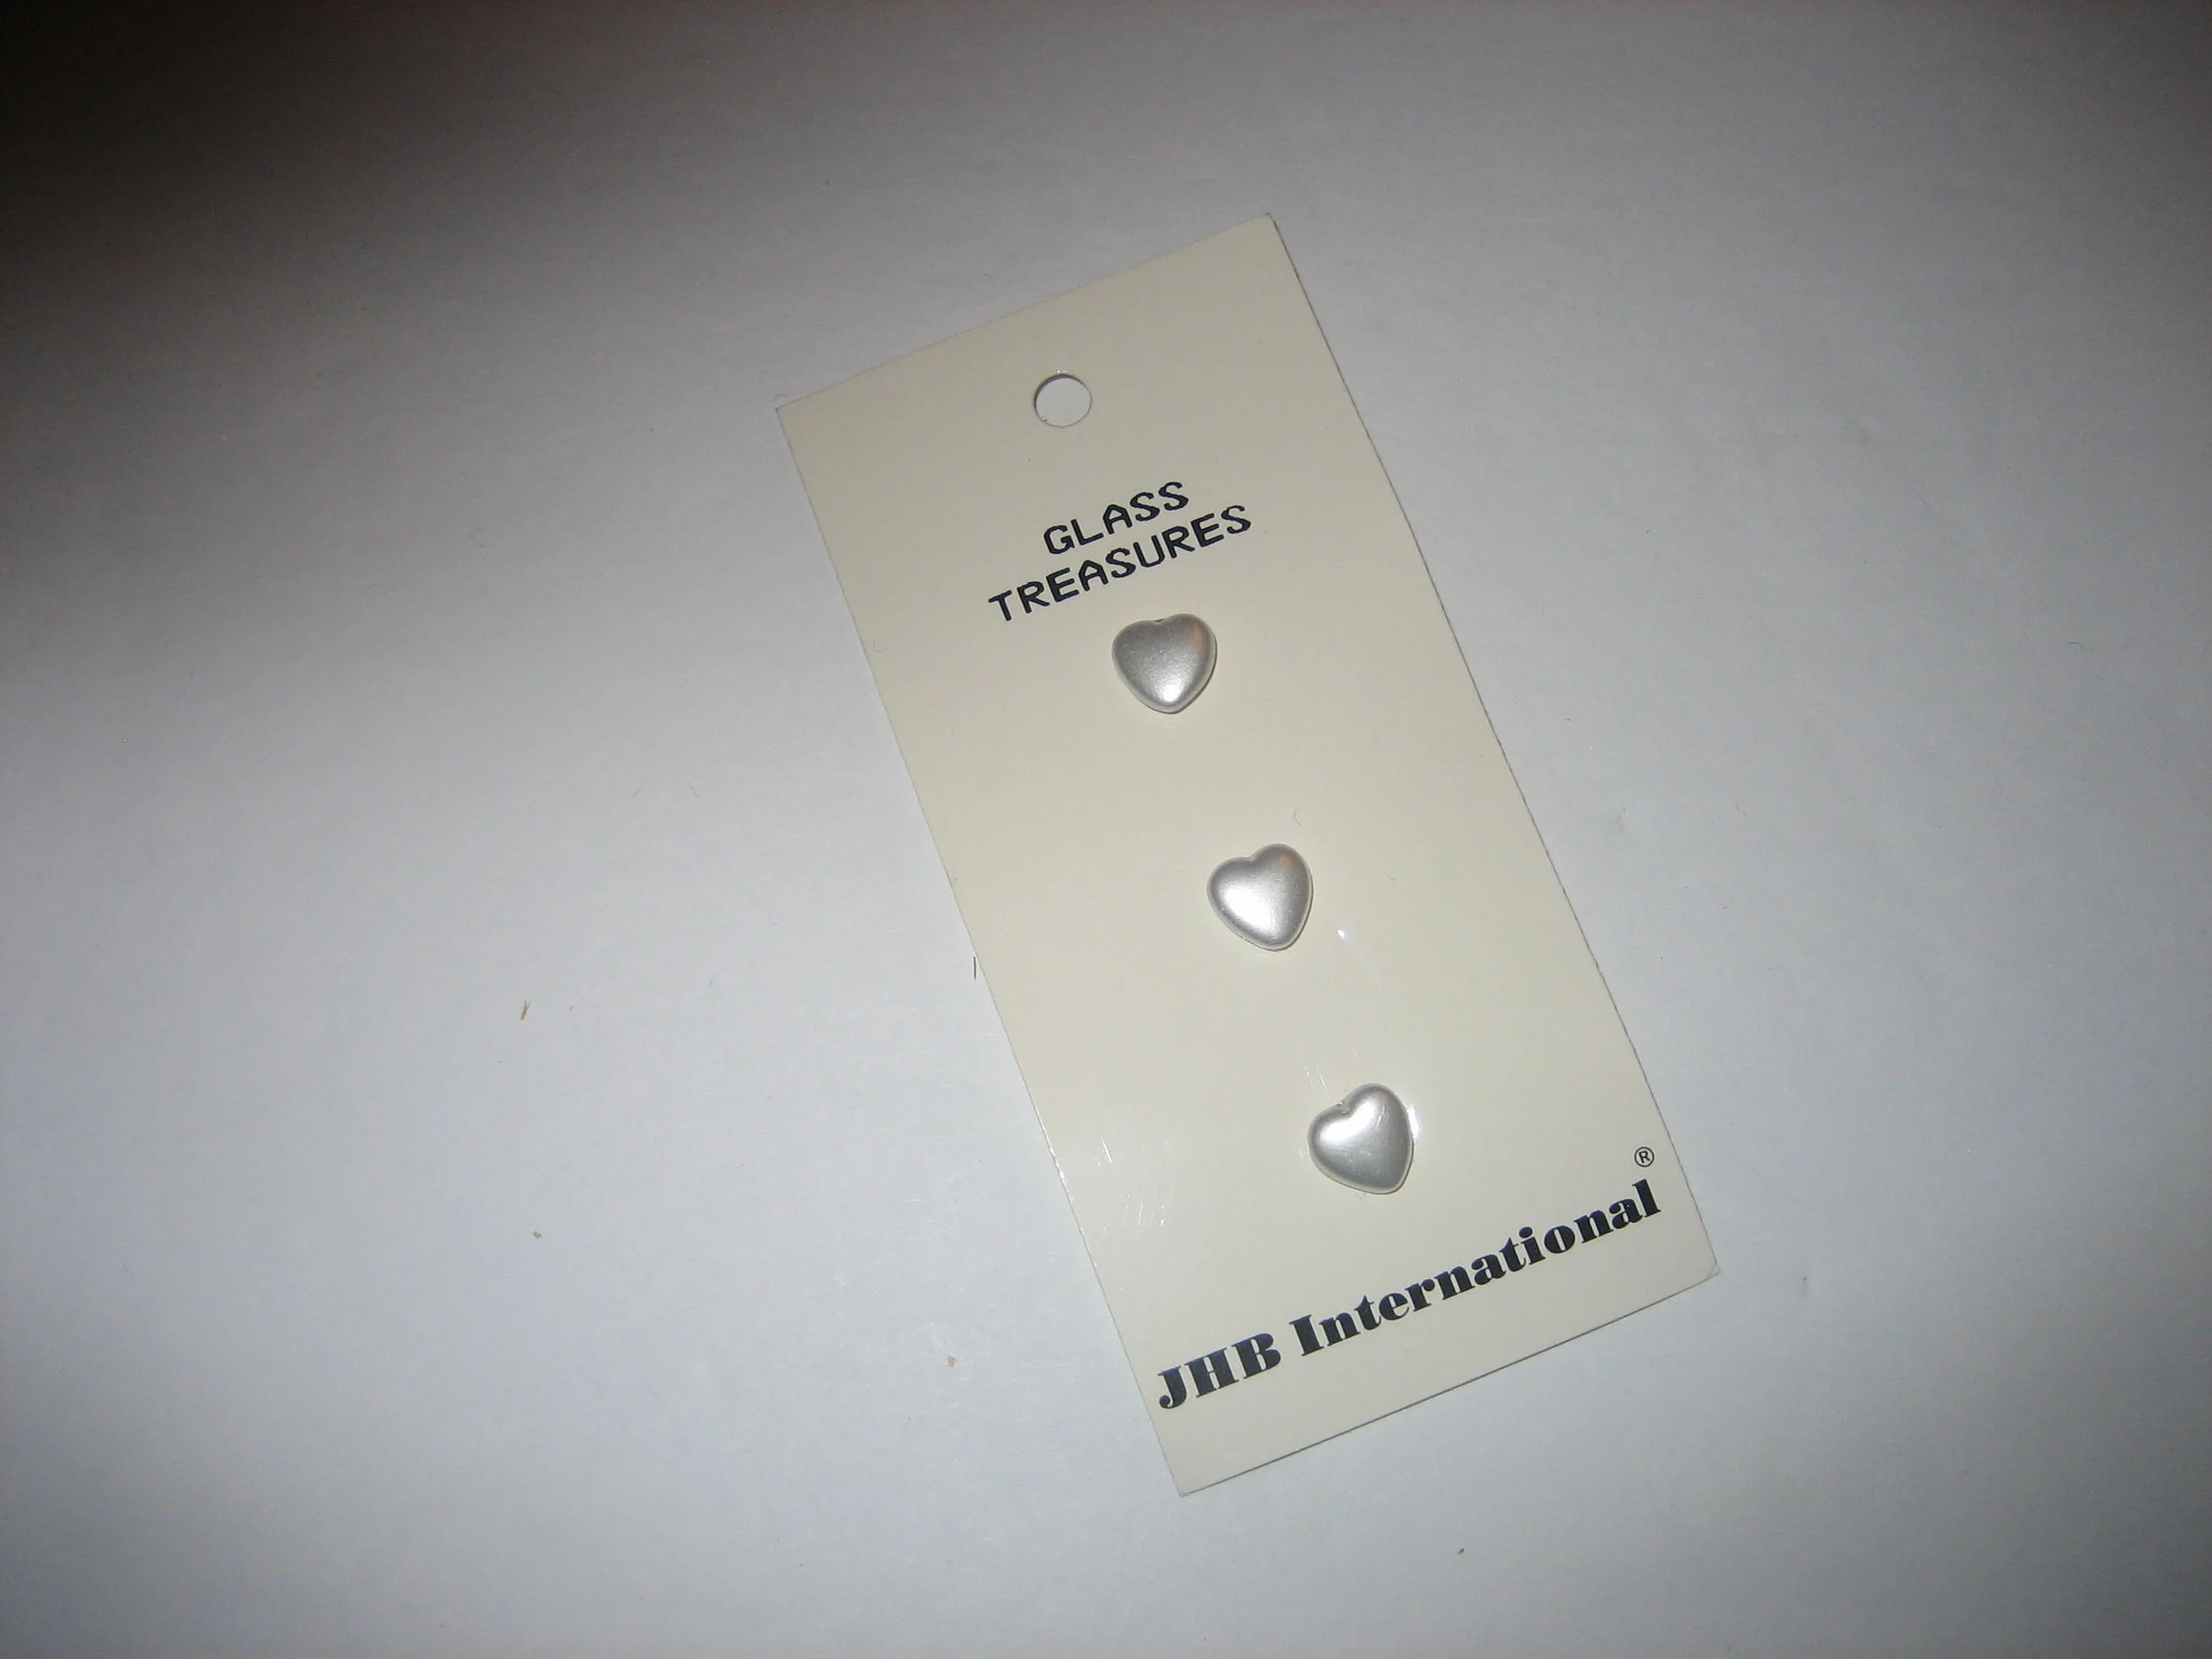 GLASS
TREASURES
®
JHB International